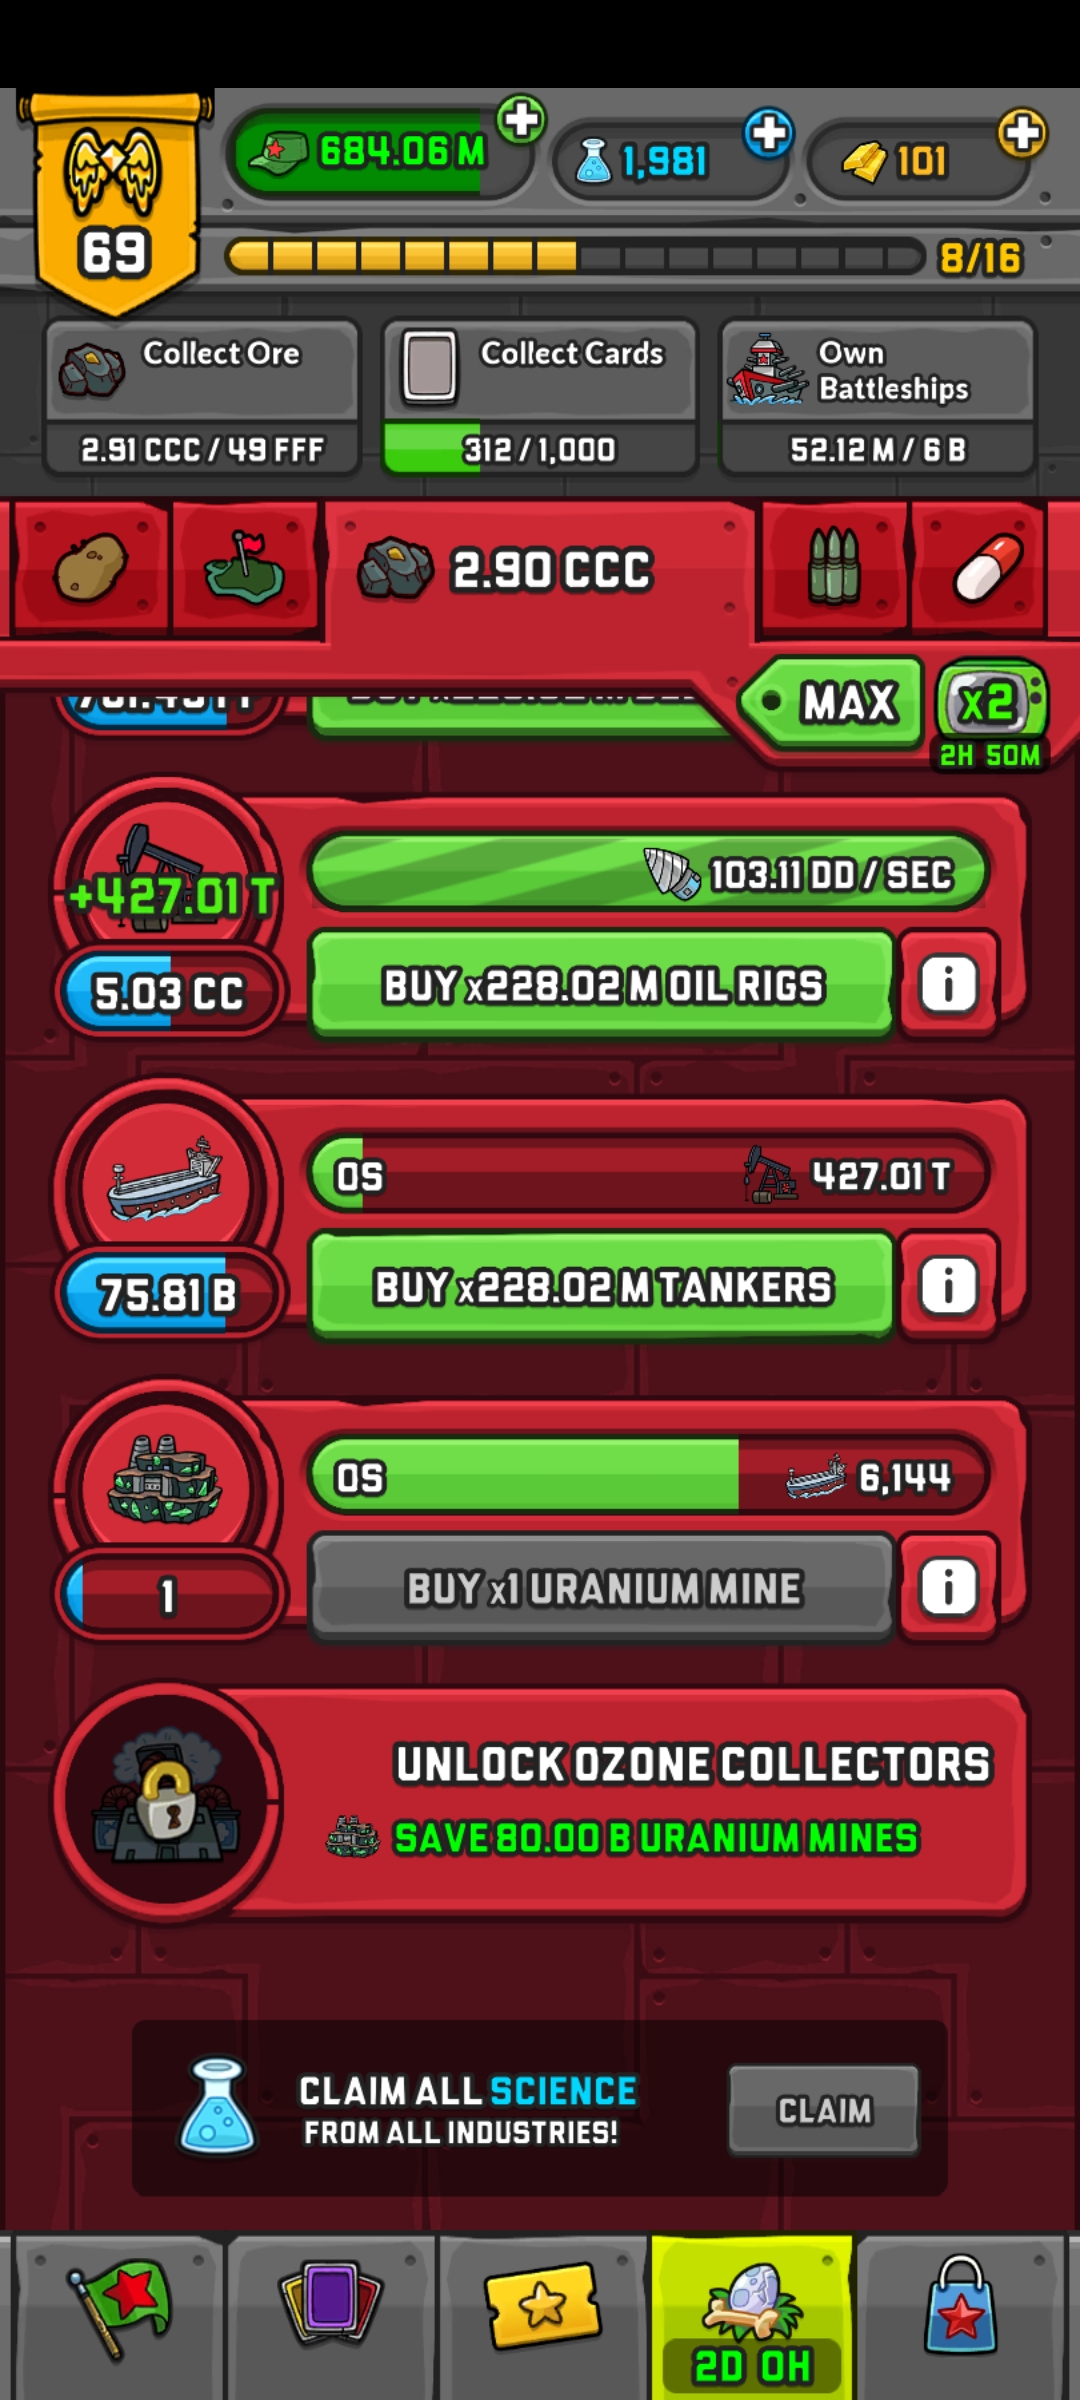 684.06 M
1,981
101
69
8/16
Collect Ore
2.91 CCC / 49 FFF
Collect Cards
312 / 1,000
Own
Battleships
52.12 M / 6 B
2.90 CCC
MAX
x2
2H 50M
+427.01 T
103.11 DD / SEC
5.03 CC
BUY x228.02 M OIL RIGS
i
0S
427.01 T
75.81 B
BUY x228.02 M TANKERS
i
0S
6,144
1
BUY x1 URANIUM MINE
i
UNLOCK OZONE COLLECTORS
SAVE 80.00 B URANIUM MINES
CLAIM ALL SCIENCE
FROM ALL INDUSTRIES!
CLAIM
2D 0H